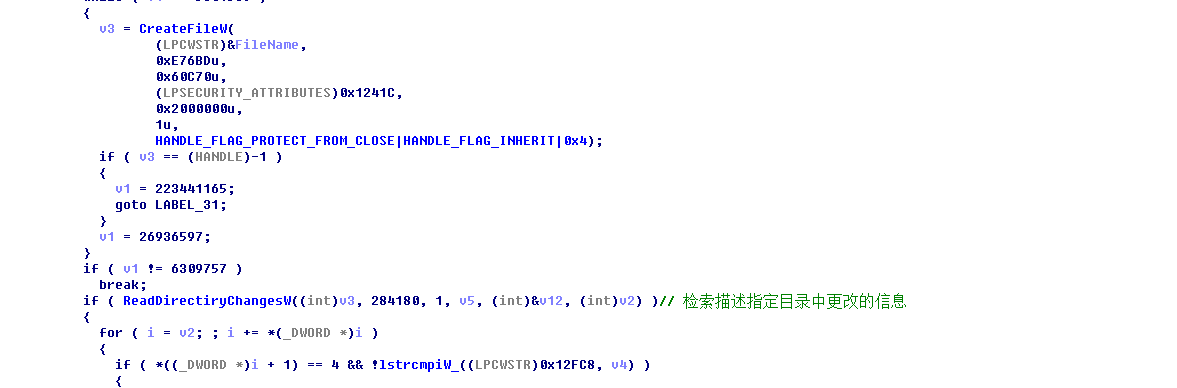 {
v3 = CreateFileW(
(LPCWSTR)&FileName,
0xE76BDu,
0x60C70u,
(LPSECURITY_ATTRIBUTES)0x1241C,
0x2000000u,
1u,
HANDLE_FLAG_PROTECT_FROM_CLOSE|HANDLE_FLAG_INHERIT|0x4);
if ( v3 == (HANDLE)-1 )
{
v1 = 223441165;
goto LABEL_31;
}
v1 = 26936597;
}
if ( v1 != 6309757 )
break;
if ( ReadDirectiryChangesW((int)v3, 284180, 1, v5, (int)&v12, (int)v2) )// 检索描述指定目录中更改的信息
{
for ( i = v2; ; i += *(_DWORD *)i )
{
if ( *((_DWORD *)i + 1) == 4 && !lstrcmpiW_((LPCWSTR)0x12FC8, v4) )
{